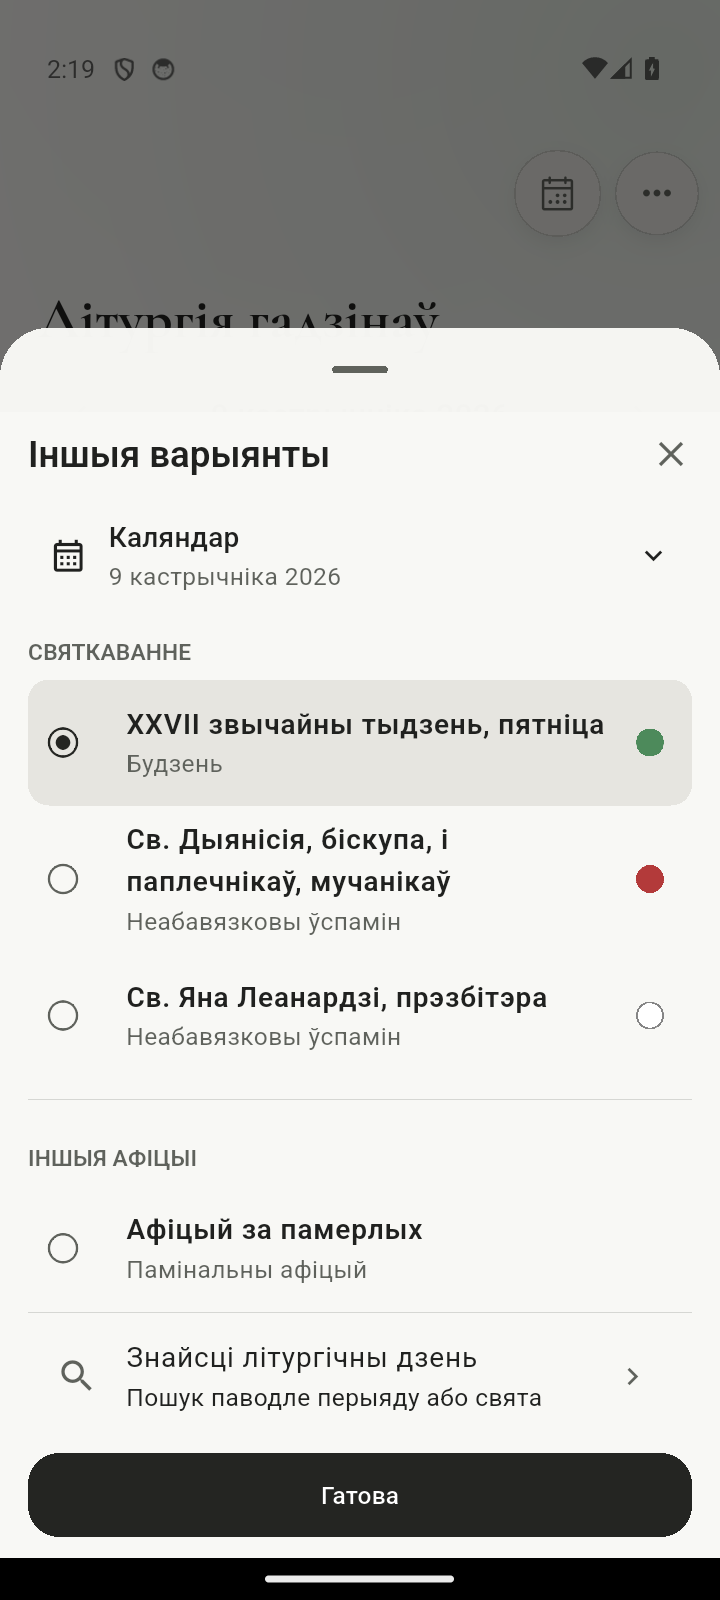 2:19
Літургія гадзінаў
Іншыя варыянты
Каляндар
9 кастрычніка 2026
СВЯТКАВАННЕ
XXVII звычайны тыдзень, пятніца
Будзень
Св. Дыянісія, біскупа, і
паплечнікаў, мучанікаў
Неабавязковы ўспамін
Св. Яна Леанардзі, прэзбітэра
Неабавязковы ўспамін
ІНШЫЯ АФІЦЫІ
Афіцый за памерлых
Памінальны афіцый
Знайсці літургічны дзень
Пошук паводле перыяду або свята
Гатова